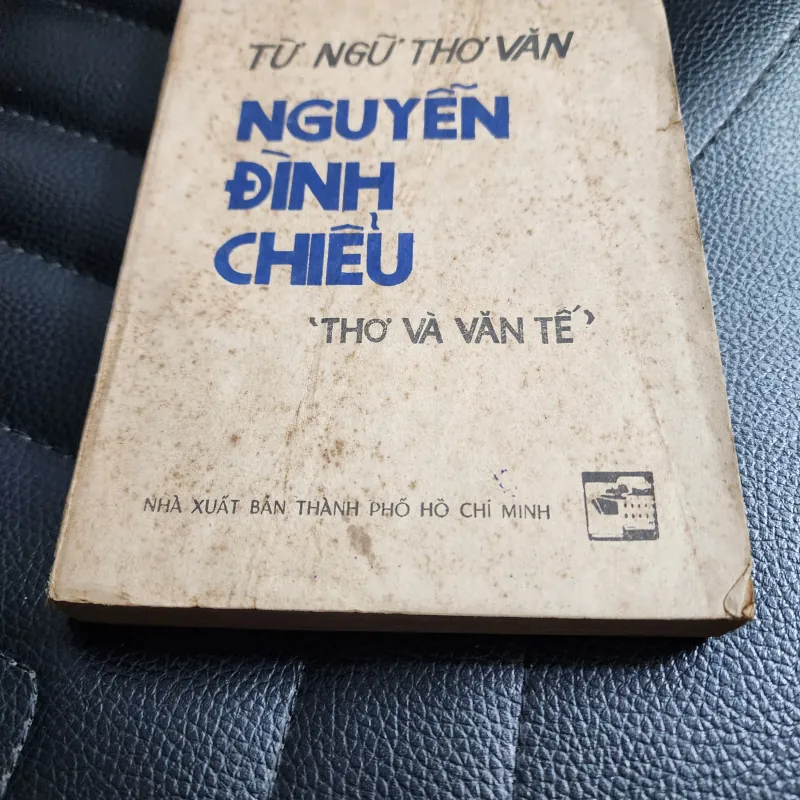 TỪ NGỮ THƠ VĂN
NGUYỄN
ĐÌNH
CHIỂU
‘THƠ VÀ VĂN TẾ’
NHÀ XUẤT BẢN THÀNH PHỐ HỒ CHÍ MINH